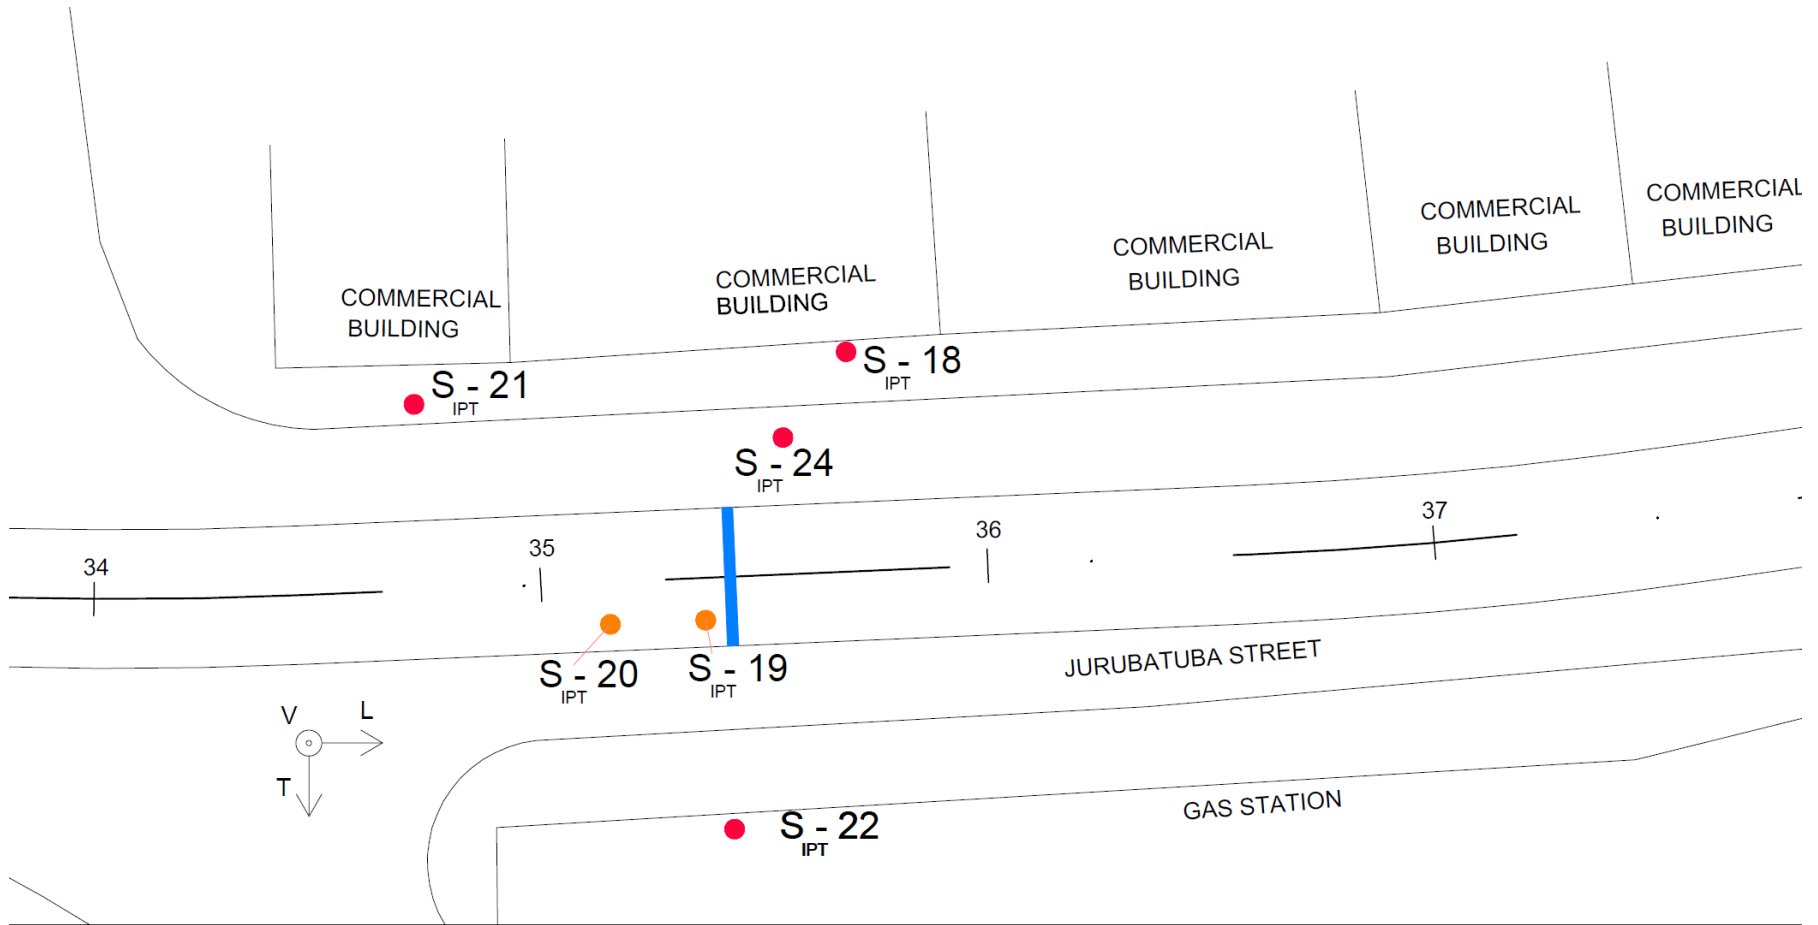 COMMERCIAL
BUILDING
COMMERCIAL
BUILDING
COMMERCIAL
BUILDING
COMMERCIAL
BUILDING
COMMERCIAL
BUILDING
S - 21
IPT
S - 18
IPT
S - 24
IPT
34
35
36
37
S - 20
IPT
S - 19
IPT
JURUBATUBA STREET
V
L
T
S - 22
IPT
GAS STATION